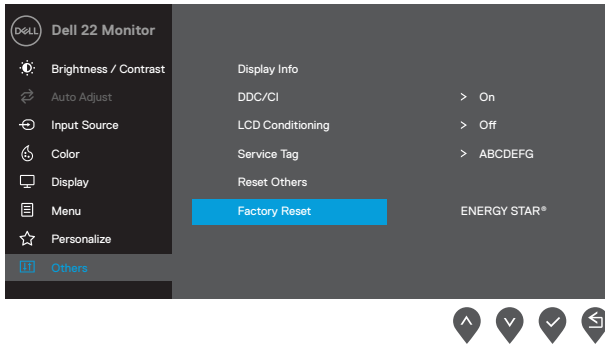 DELL Dell 22 Monitor
Brightness / Contrast
Auto Adjust
Input Source
Color
Display
Menu
Personalize
Others
Display Info
DDC/CI > On
LCD Conditioning > Off
Service Tag > ABCDEFG
Reset Others
Factory Reset ENERGY STAR®